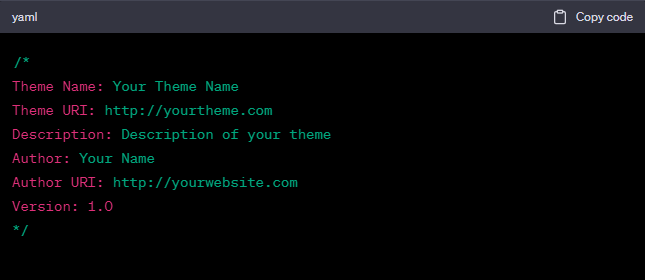 yaml
Copy code
/*
Theme Name: Your Theme Name
Theme URI: http://yourtheme.com
Description: Description of your theme
Author: Your Name
Author URI: http://yourwebsite.com
Version: 1.0
*/